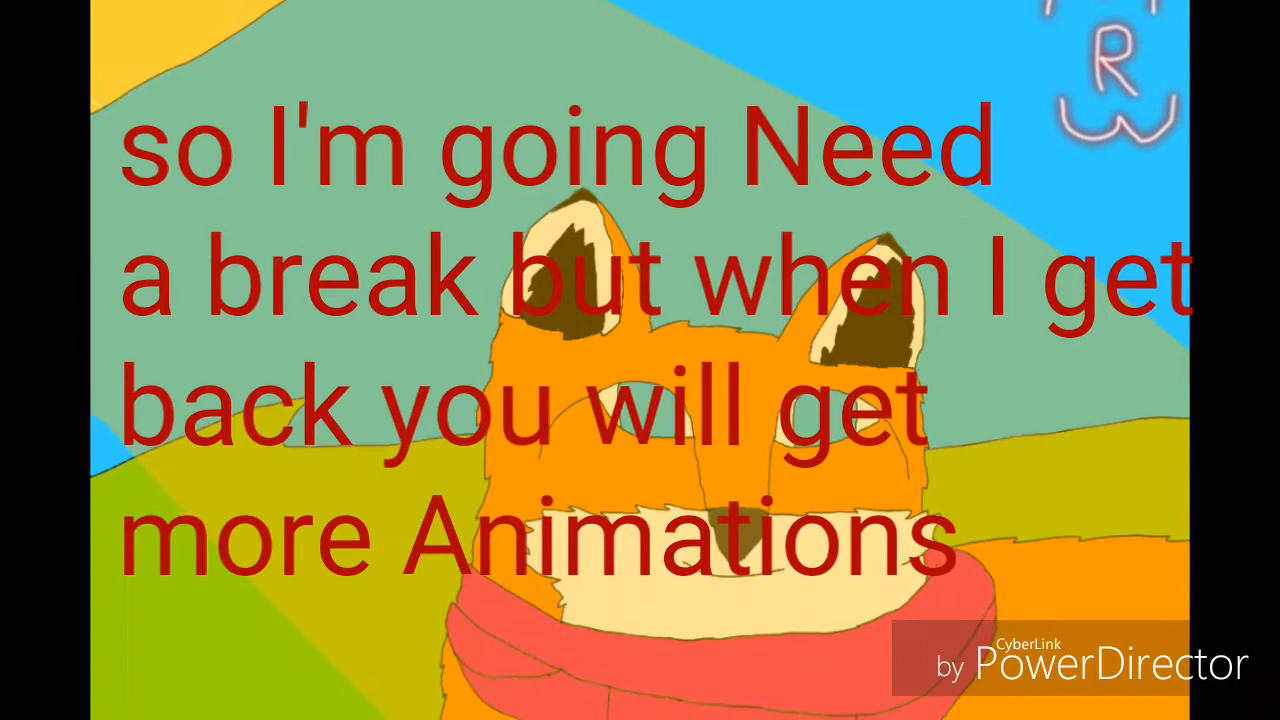 R
W
so I'm going Need
a break but when I get
back you will get
more Animations
CyberLink
by PowerDirector